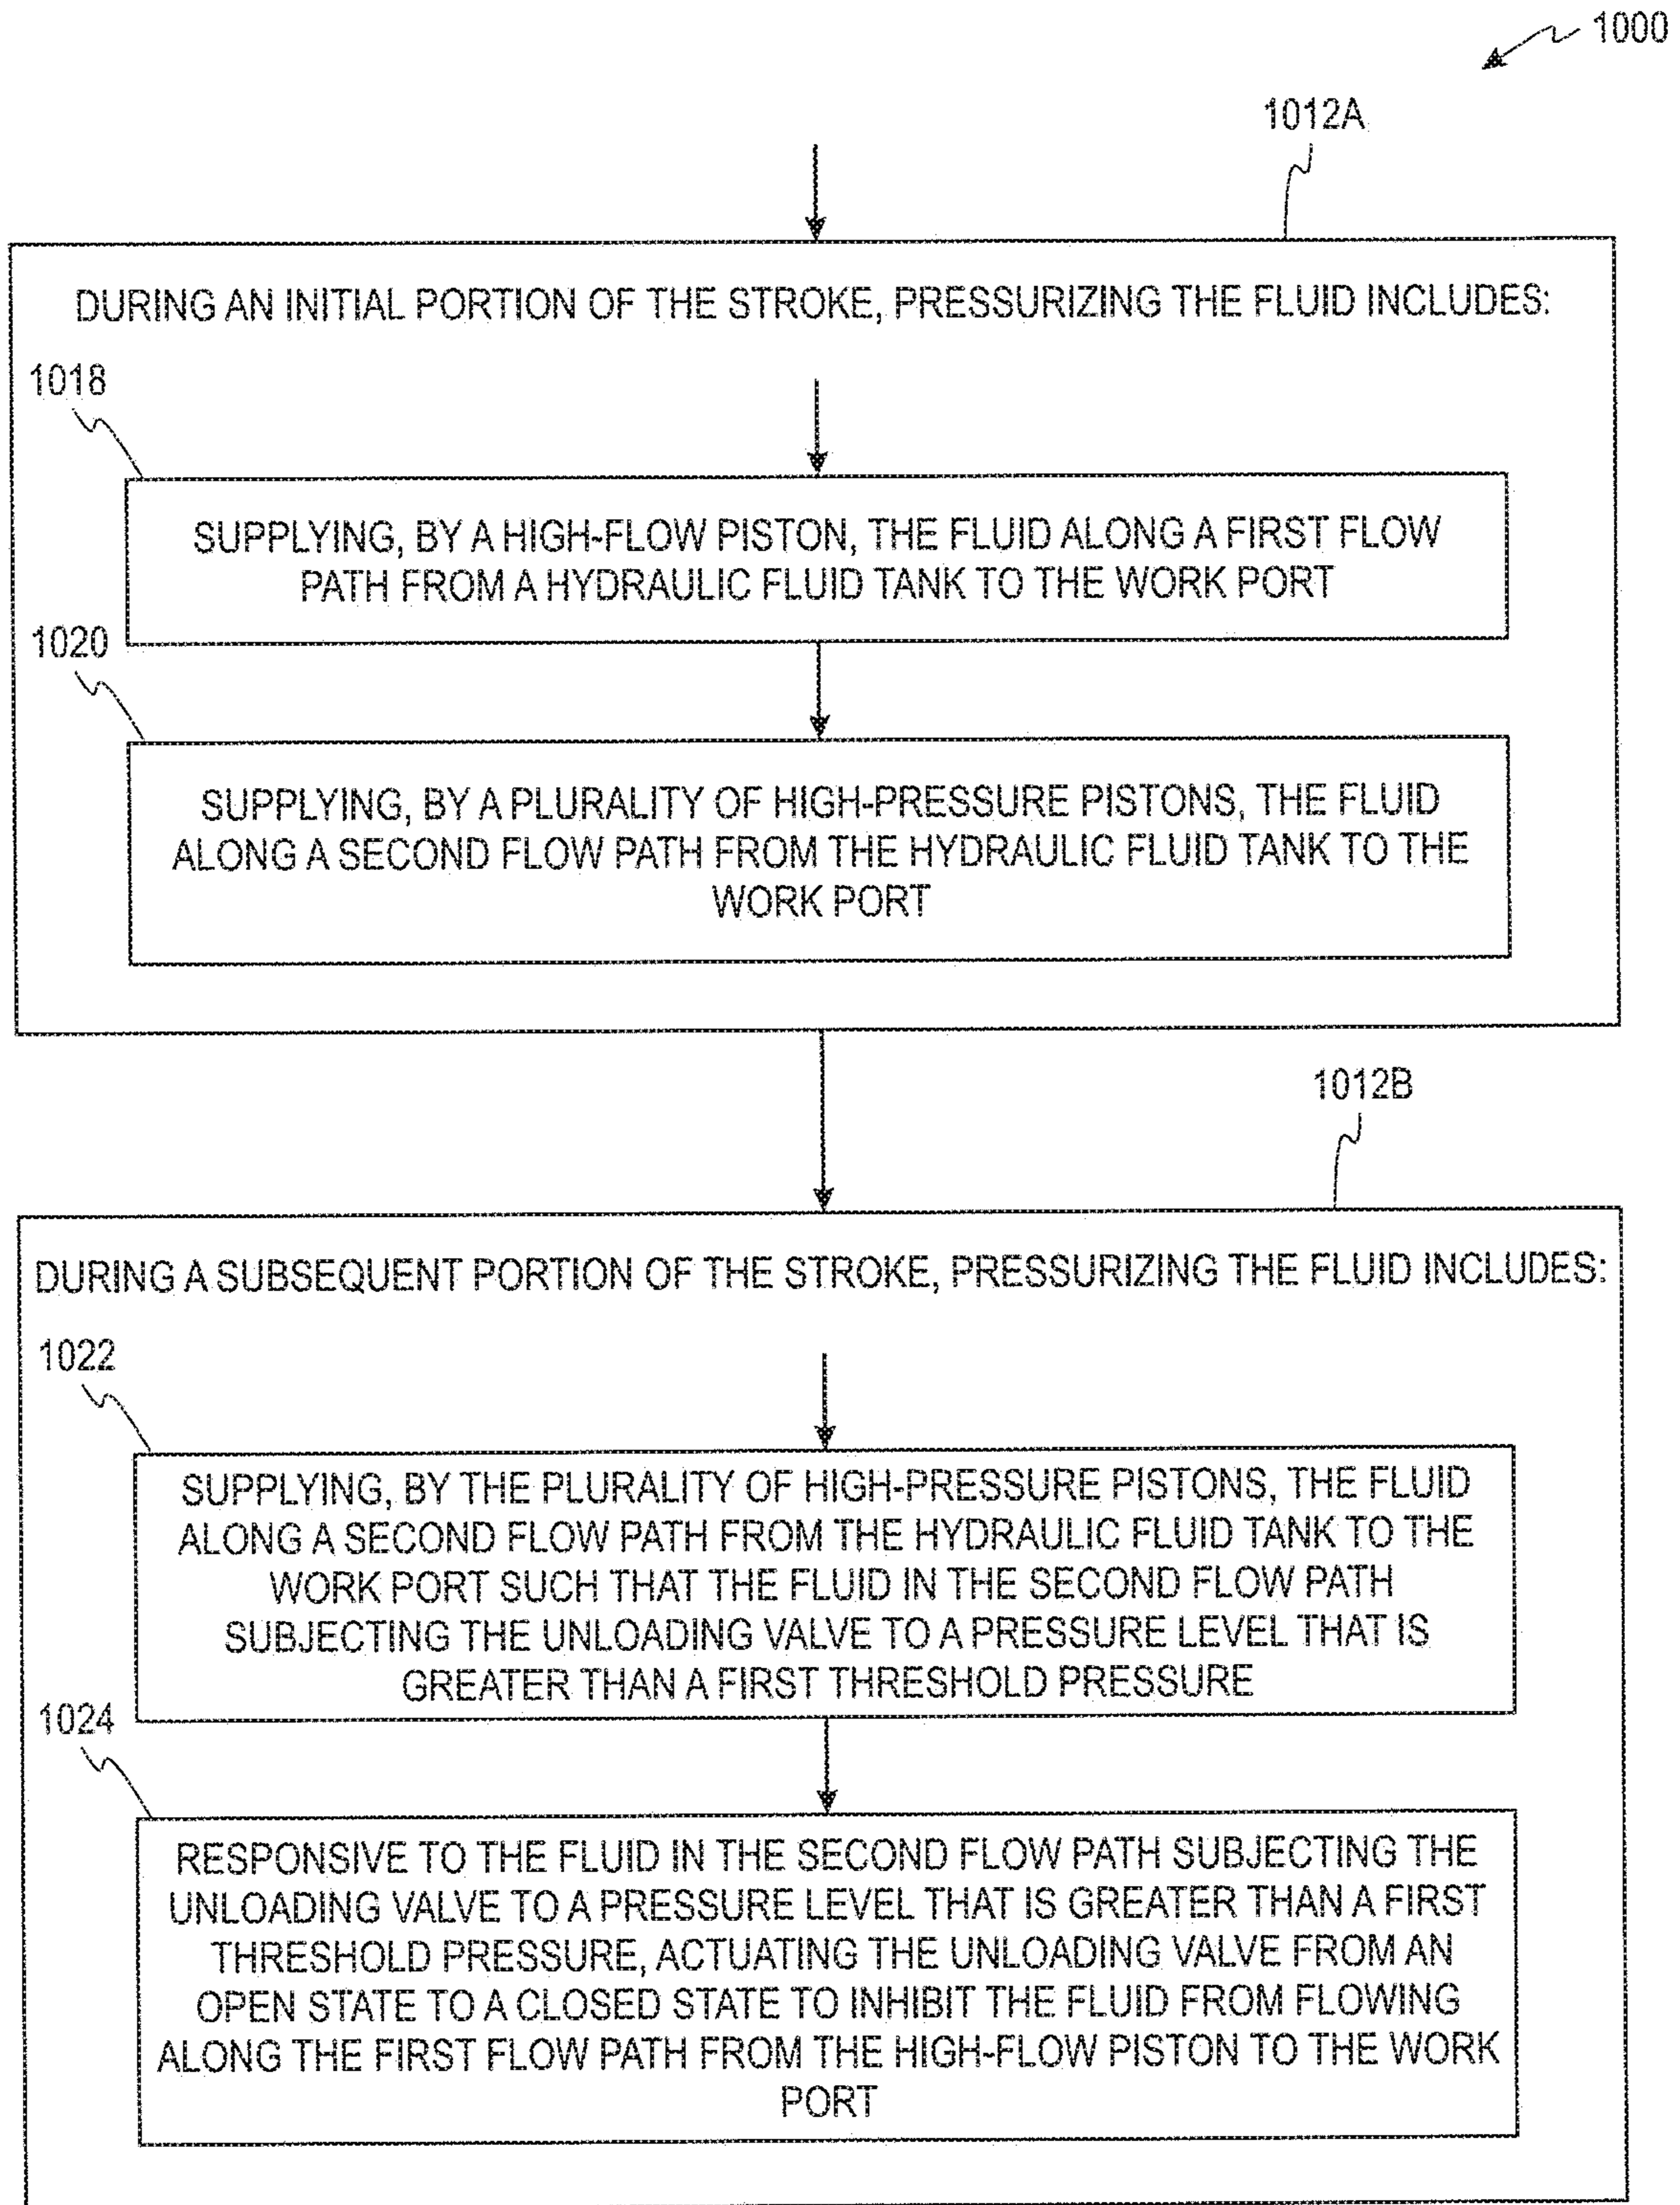 1000
1012A
DURING AN INITIAL PORTION OF THE STROKE, PRESSURIZING THE FLUID INCLUDES:
1018
SUPPLYING, BY A HIGH-FLOW PISTON, THE FLUID ALONG A FIRST FLOW
PATH FROM A HYDRAULIC FLUID TANK TO THE WORK PORT
1020
SUPPLYING, BY A PLURALITY OF HIGH-PRESSURE PISTONS, THE FLUID
ALONG A SECOND FLOW PATH FROM THE HYDRAULIC FLUID TANK TO THE
WORK PORT
1012B
DURING A SUBSEQUENT PORTION OF THE STROKE, PRESSURIZING THE FLUID INCLUDES:
1022
SUPPLYING, BY THE PLURALITY OF HIGH-PRESSURE PISTONS, THE FLUID
ALONG A SECOND FLOW PATH FROM THE HYDRAULIC FLUID TANK TO THE
WORK PORT SUCH THAT THE FLUID IN THE SECOND FLOW PATH
SUBJECTING THE UNLOADING VALVE TO A PRESSURE LEVEL THAT IS
GREATER THAN A FIRST THRESHOLD PRESSURE
1024
RESPONSIVE TO THE FLUID IN THE SECOND FLOW PATH SUBJECTING THE
UNLOADING VALVE TO A PRESSURE LEVEL THAT IS GREATER THAN A FIRST
THRESHOLD PRESSURE, ACTUATING THE UNLOADING VALVE FROM AN
OPEN STATE TO A CLOSED STATE TO INHIBIT THE FLUID FROM FLOWING
ALONG THE FIRST FLOW PATH FROM THE HIGH-FLOW PISTON TO THE WORK
PORT